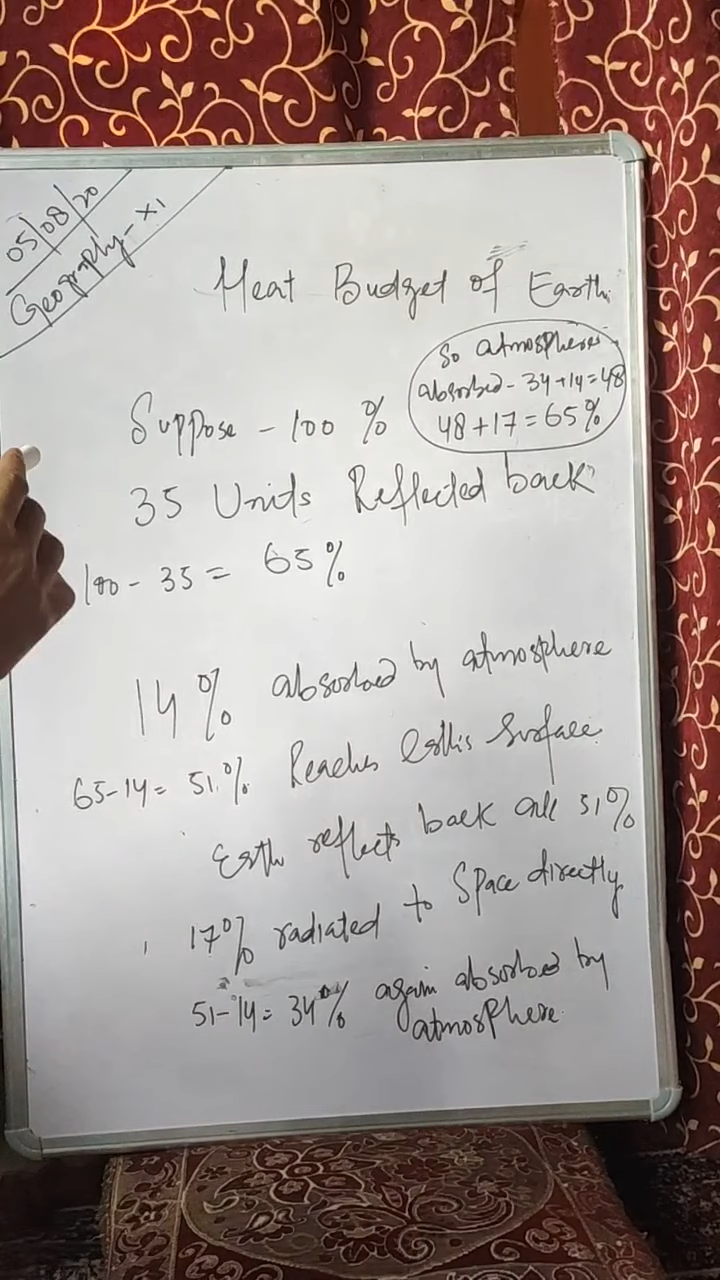 05/08/20
Geography-XI
Heat Budget of Earth
So atmosphere
absorbed - 34+14=48
48+17=65%
Suppose - 100 %
35 Units Reflected back
100 - 35 = 65%
14% absorbed by atmosphere
65-14= 51% Reaches Earth's Surface
Earth reflects back all 51%
17% radiated to Space directly
51-14= 34% again absorbed by
atmosphere